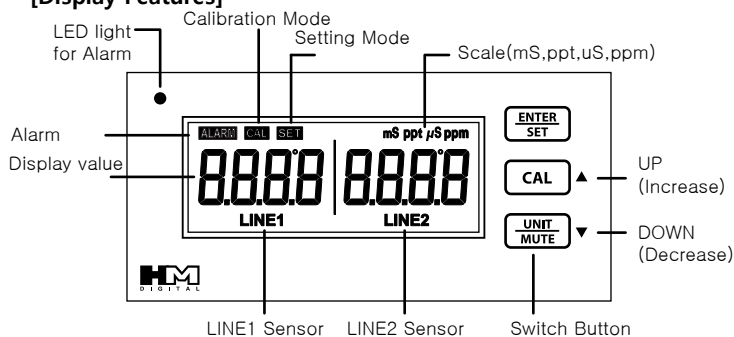 [Display Features]
Calibration Mode
LED light
for Alarm
Setting Mode
Scale(mS,ppt,uS,ppm)
Alarm
Display value
ALARM CAL SET
mS ppt µS ppm
8.8.8.8 8.8.8.8
LINE1 LINE2
ENTER
SET
CAL ▲
UP
(Increase)
UNIT
MUTE ▼
DOWN
(Decrease)
HM
DIGITAL
LINE1 Sensor LINE2 Sensor Switch Button